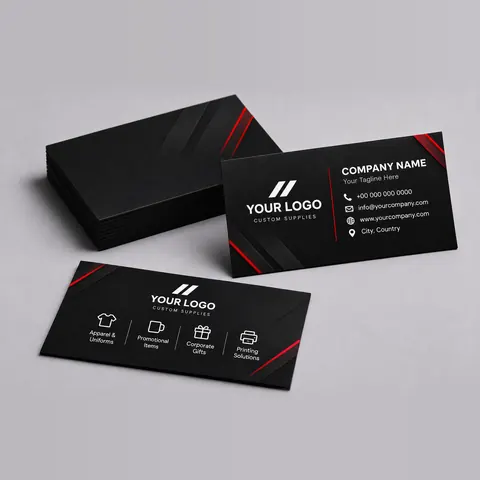 YOUR LOGO
CUSTOM SUPPLIES
COMPANY NAME
Your Tagline Here
+00 000 000 0000
info@yourcompany.com
www.yourcompany.com
City, Country
YOUR LOGO
CUSTOM SUPPLIES
Apparel &
Uniforms
Promotional
Items
Corporate
Gifts
Printing
Solutions